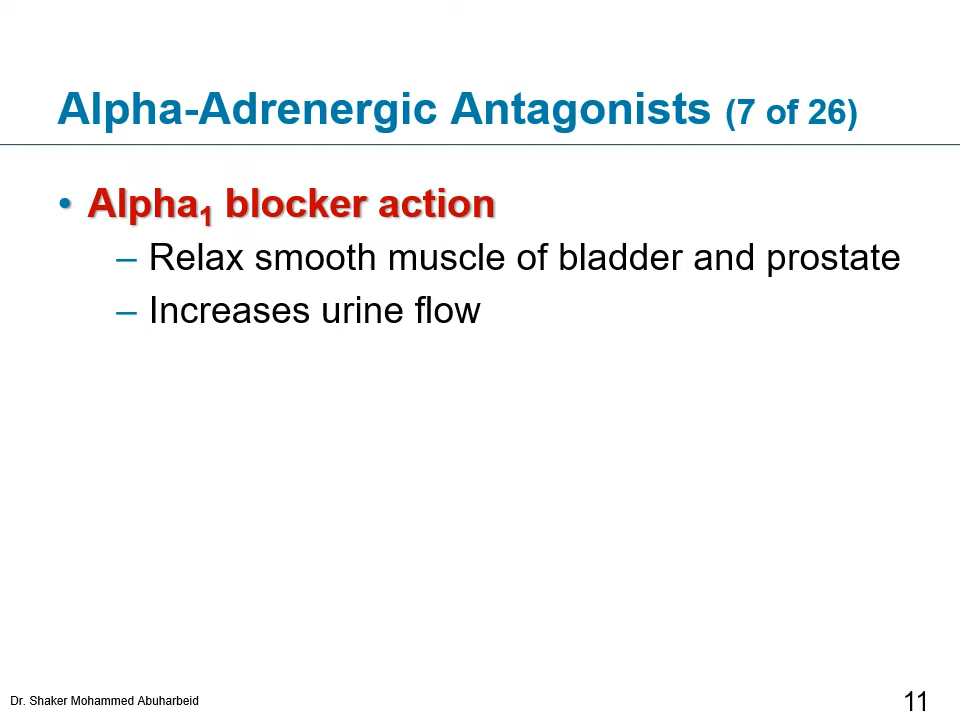 Alpha-Adrenergic Antagonists (7 of 26)
• Alpha₁ blocker action
– Relax smooth muscle of bladder and prostate
– Increases urine flow
Dr. Shaker Mohammed Abuharbeid
11